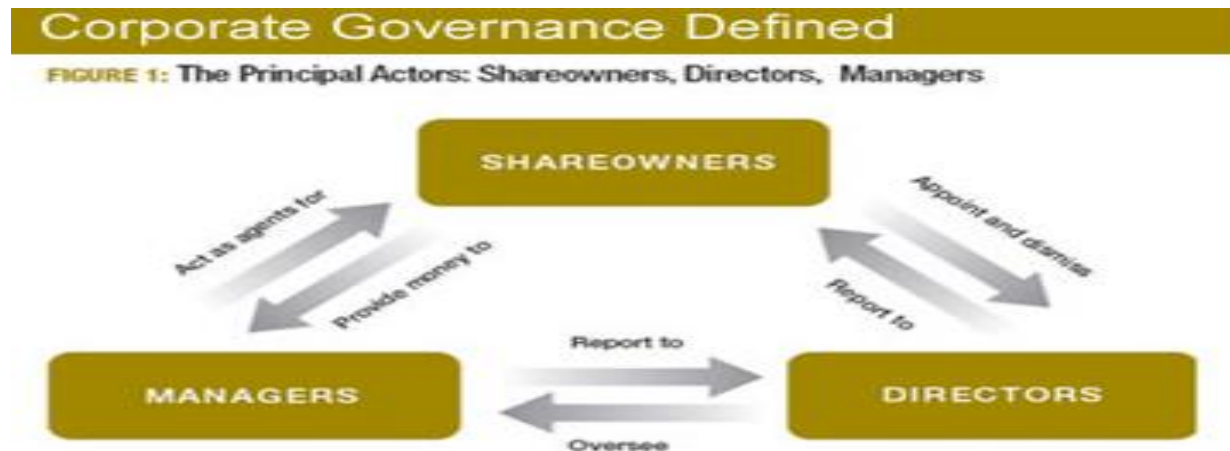 Corporate Governance Defined
FIGURE 1: The Principal Actors: Shareowners, Directors, Managers
SHAREOWNERS
Act as agents for
Provide money to
Appoint and dismiss
Report to
Report to
MANAGERS
DIRECTORS
Oversee